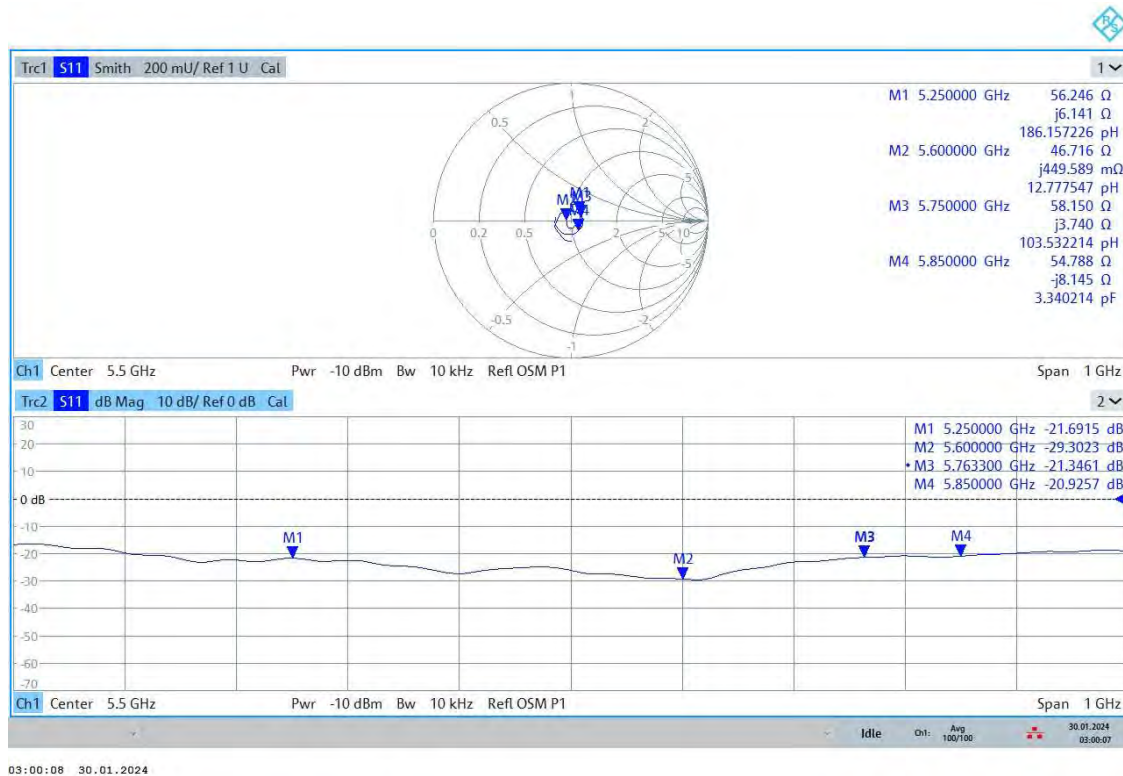 Trc1 S11 Smith 200 mU/ Ref 1 U Cal 1
M1 5.250000 GHz 56.246 Ω
j6.141 Ω
186.157226 pH
M2 5.600000 GHz 46.716 Ω
j449.589 mΩ
12.777547 pH
M3 5.750000 GHz 58.150 Ω
j3.740 Ω
103.532214 pH
M4 5.850000 GHz 54.788 Ω
-j8.145 Ω
3.340214 pF
0.5 2
5
M1
M2 M3
M4
0 0.2 0.5 2 5 10
-5
-0.5 -2
-1
Ch1 Center 5.5 GHz Pwr -10 dBm Bw 10 kHz Refl OSM P1 Span 1 GHz
Trc2 S11 dB Mag 10 dB/ Ref 0 dB Cal 2
M1 5.250000 GHz -21.6915 dB
M2 5.600000 GHz -29.3023 dB
•M3 5.763300 GHz -21.3461 dB
M4 5.850000 GHz -20.9257 dB
30
20
10
0 dB
-10
-20
-30
-40
-50
-60
-70
M1 M2 M3 M4
Ch1 Center 5.5 GHz Pwr -10 dBm Bw 10 kHz Refl OSM P1 Span 1 GHz
Idle Ch1: Avg 100/100 30.01.2024
03:00:07
03:00:08 30.01.2024